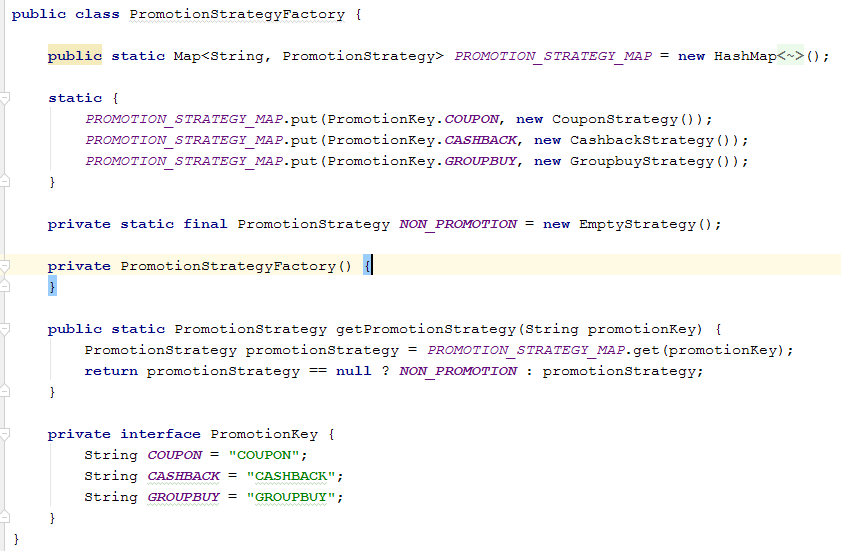 public class PromotionStrategyFactory {
public static Map<String, PromotionStrategy> PROMOTION_STRATEGY_MAP = new HashMap<~>();
static {
PROMOTION_STRATEGY_MAP.put(PromotionKey.COUPON, new CouponStrategy());
PROMOTION_STRATEGY_MAP.put(PromotionKey.CASHBACK, new CashbackStrategy());
PROMOTION_STRATEGY_MAP.put(PromotionKey.GROUPBUY, new GroupbuyStrategy());
}
private static final PromotionStrategy NON_PROMOTION = new EmptyStrategy();
private PromotionStrategyFactory() {
}
public static PromotionStrategy getPromotionStrategy(String promotionKey) {
PromotionStrategy promotionStrategy = PROMOTION_STRATEGY_MAP.get(promotionKey);
return promotionStrategy == null ? NON_PROMOTION : promotionStrategy;
}
private interface PromotionKey {
String COUPON = "COUPON";
String CASHBACK = "CASHBACK";
String GROUPBUY = "GROUPBUY";
}
}